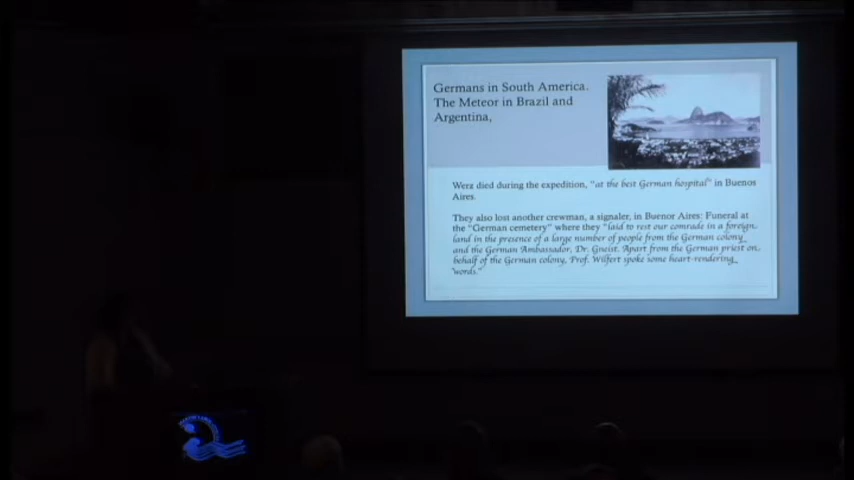 Germans in South America.
The Meteor in Brazil and
Argentina,
Werz died during the expedition, "at the best German hospital" in Buenos
Aires.
They also lost another crewman, a signaler, in Buenor Aires: Funeral at
the "German cemetery" where they "laid to rest our comrade in a foreign
land in the presence of a large number of people from the German colony
and the German Ambassador, Dr. Gneist. Apart from the German priest on
behalf of the German colony, Prof. Wilfert spoke some heart-rendering
words."